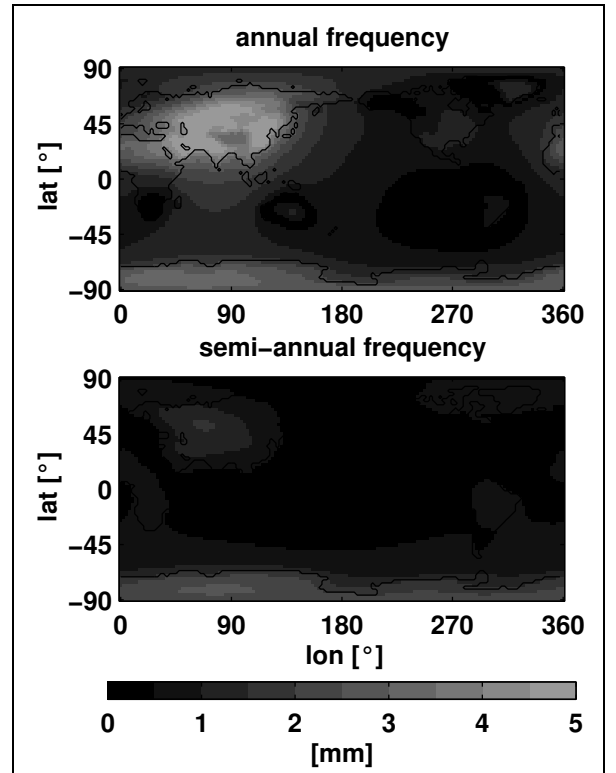 annual frequency
90
45
0
−45
−90
lat [°]
0 90 180 270 360
semi−annual frequency
90
45
0
−45
−90
lat [°]
0 90 180 270 360
lon [°]
0 1 2 3 4 5
[mm]